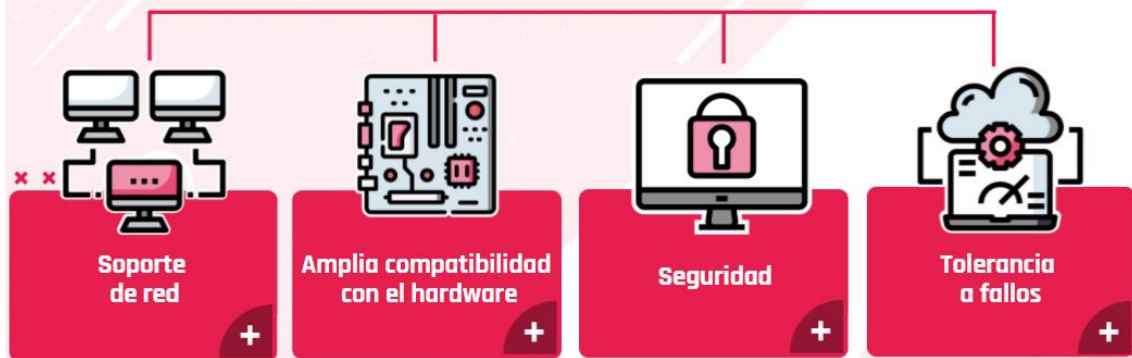 Soporte
de red
+
Amplia compatibilidad
con el hardware
+
Seguridad
+
Tolerancia
a fallos
+